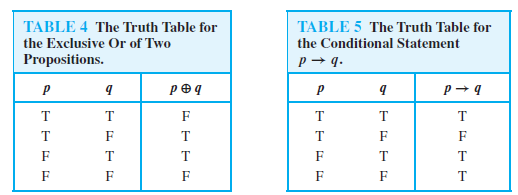 TABLE 4 The Truth Table for
the Exclusive Or of Two
Propositions.
p q p ⊕ q
T T F
T F T
F T T
F F F
TABLE 5 The Truth Table for
the Conditional Statement
p → q.
p q p → q
T T T
T F F
F T T
F F T